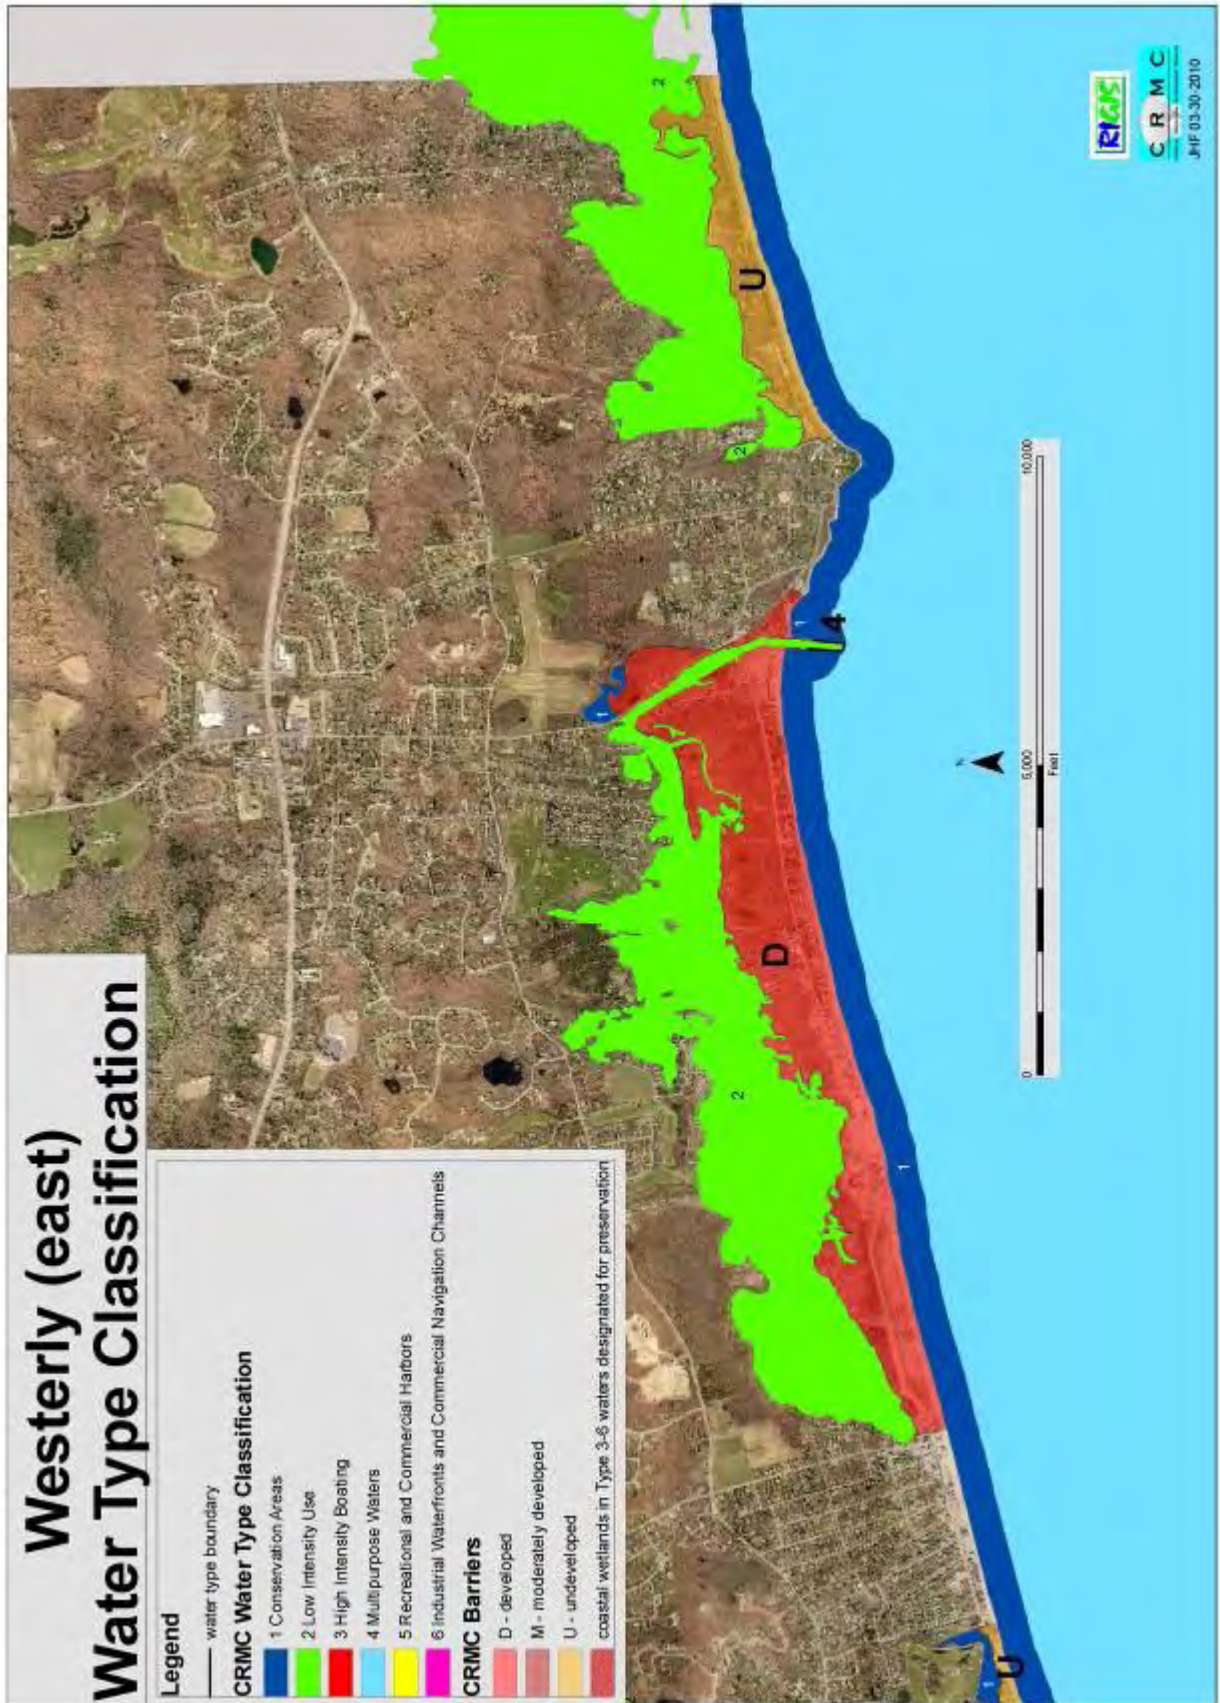 Westerly (east)
Water Type Classification
Legend
water type boundary
CRMC Water Type Classification
1 Conservation Areas
2 Low Intensity Use
3 High Intensity Boating
4 Multipurpose Waters
5 Recreational and Commercial Harbors
6 Industrial Waterfronts and Commercial Navigation Channels
CRMC Barriers
D - developed
M - moderately developed
U - undeveloped
coastal wetlands in Type 3-6 waters designated for preservation
2
U
2
1
1
4
D
2
1
1
U
N
0
5,000
10,000
Feet
RIGIS
C R M C
JHF 03-30-2010